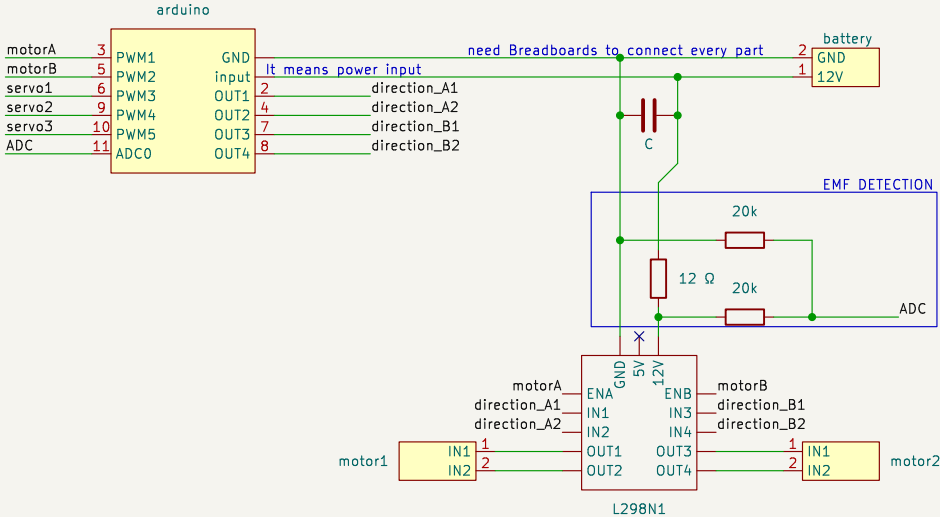 arduino
motorA 3 PWM1 GND
need Breadboards to connect every part
battery
2 GND
motorB 5 PWM2 input
It means power input
1 12V
servo1 6 PWM3 OUT1 2 direction_A1
servo2 9 PWM4 OUT2 4 direction_A2
servo3 10 PWM5 OUT3 7 direction_B1
ADC 11 ADC0 OUT4 8 direction_B2
C
EMF DETECTION
20k
12 Ω
20k
ADC
GND 5V 12V
motorA ENA ENB motorB
direction_A1 IN1 IN3 direction_B1
direction_A2 IN2 IN4 direction_B2
motor1 IN1 1 OUT1 OUT3 1 IN1 motor2
IN2 2 OUT2 OUT4 2 IN2
L298N1